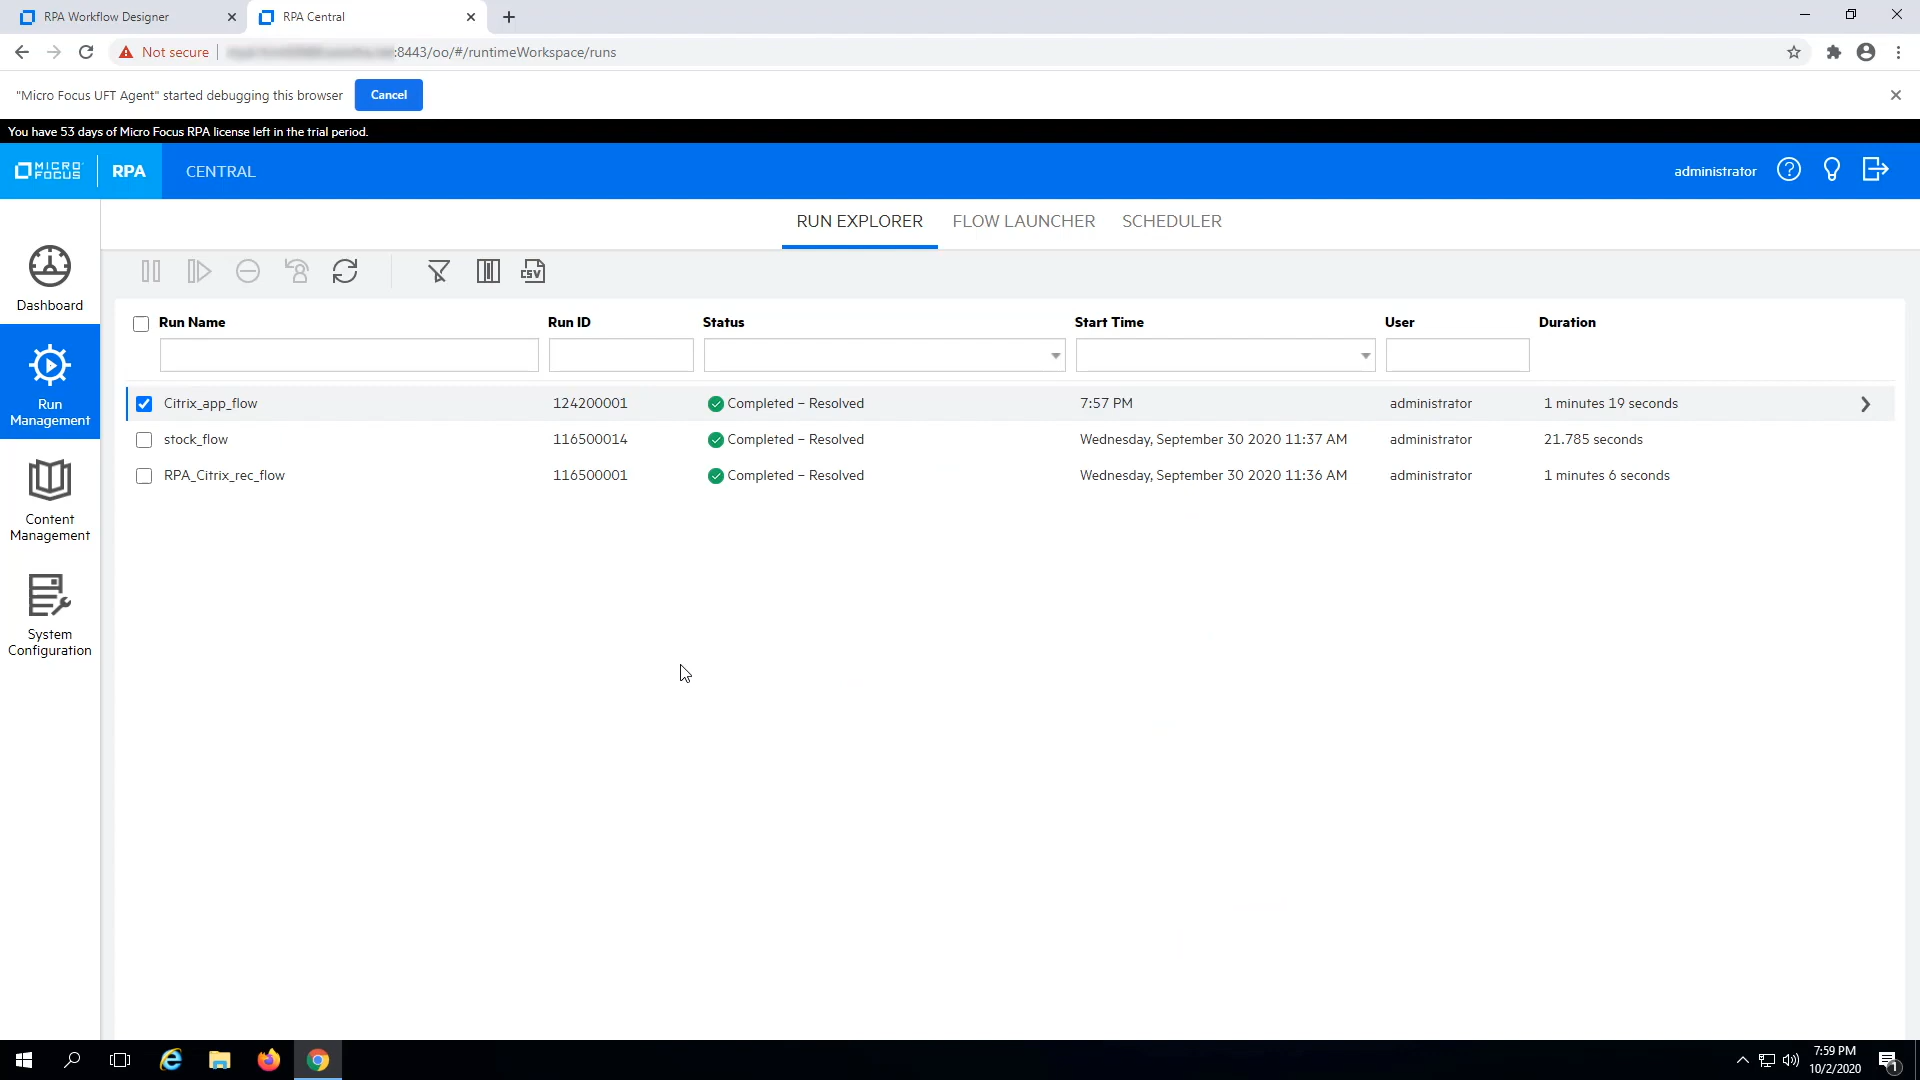 RPA Workflow Designer
RPA Central
Not secure
:8443/oo/#/runtimeWorkspace/runs
"Micro Focus UFT Agent" started debugging this browser
Cancel
You have 53 days of Micro Focus RPA license left in the trial period.
MICRO FOCUS
RPA
CENTRAL
administrator
RUN EXPLORER FLOW LAUNCHER SCHEDULER
CSV
Dashboard
Run Management
Content Management
System Configuration
Run Name Run ID Status Start Time User Duration
Citrix_app_flow 124200001 Completed – Resolved 7:57 PM administrator 1 minutes 19 seconds
stock_flow 116500014 Completed – Resolved Wednesday, September 30 2020 11:37 AM administrator 21.785 seconds
RPA_Citrix_rec_flow 116500001 Completed – Resolved Wednesday, September 30 2020 11:36 AM administrator 1 minutes 6 seconds
7:59 PM
10/2/2020
1